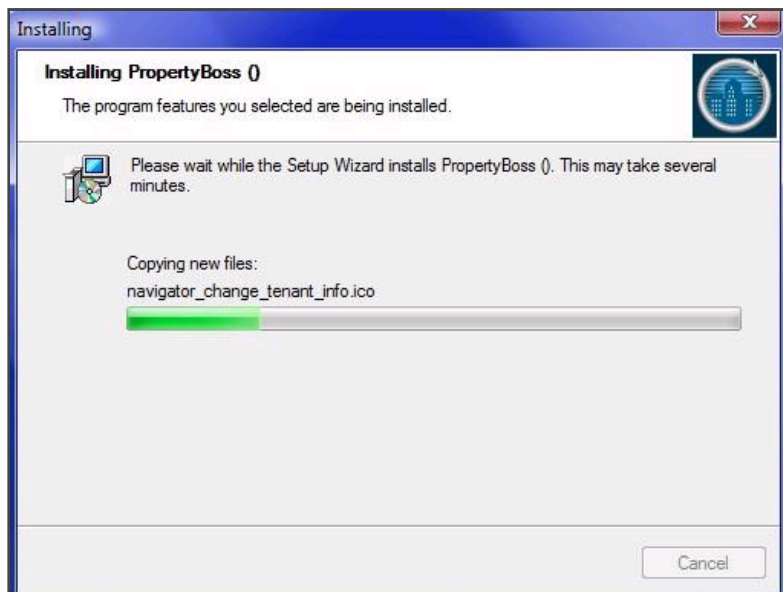 Installing
Installing PropertyBoss ()
The program features you selected are being installed.
Please wait while the Setup Wizard installs PropertyBoss (). This may take several
minutes.
Copying new files:
navigator_change_tenant_info.ico
Cancel